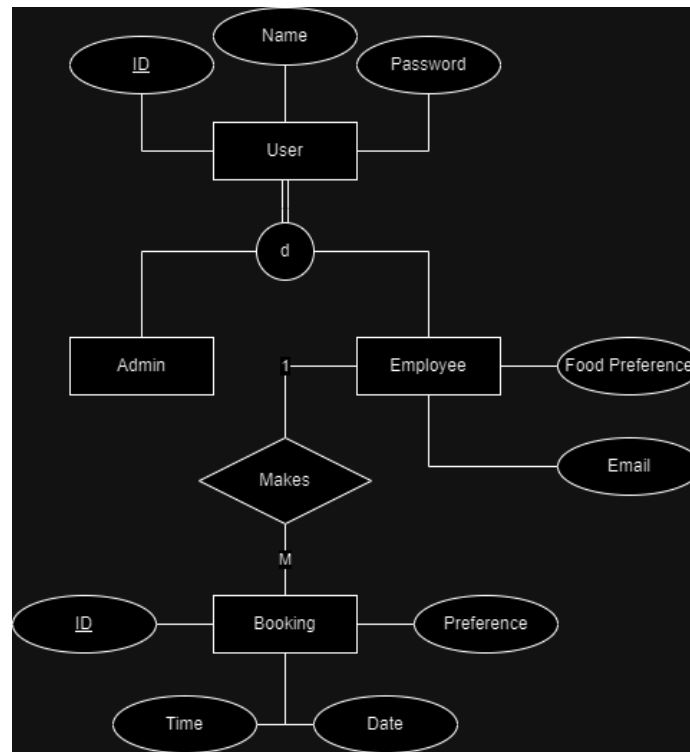 Name
ID
Password
User
d
Admin
1
Employee
Food Preference
Makes
Email
M
ID
Booking
Preference
Time
Date